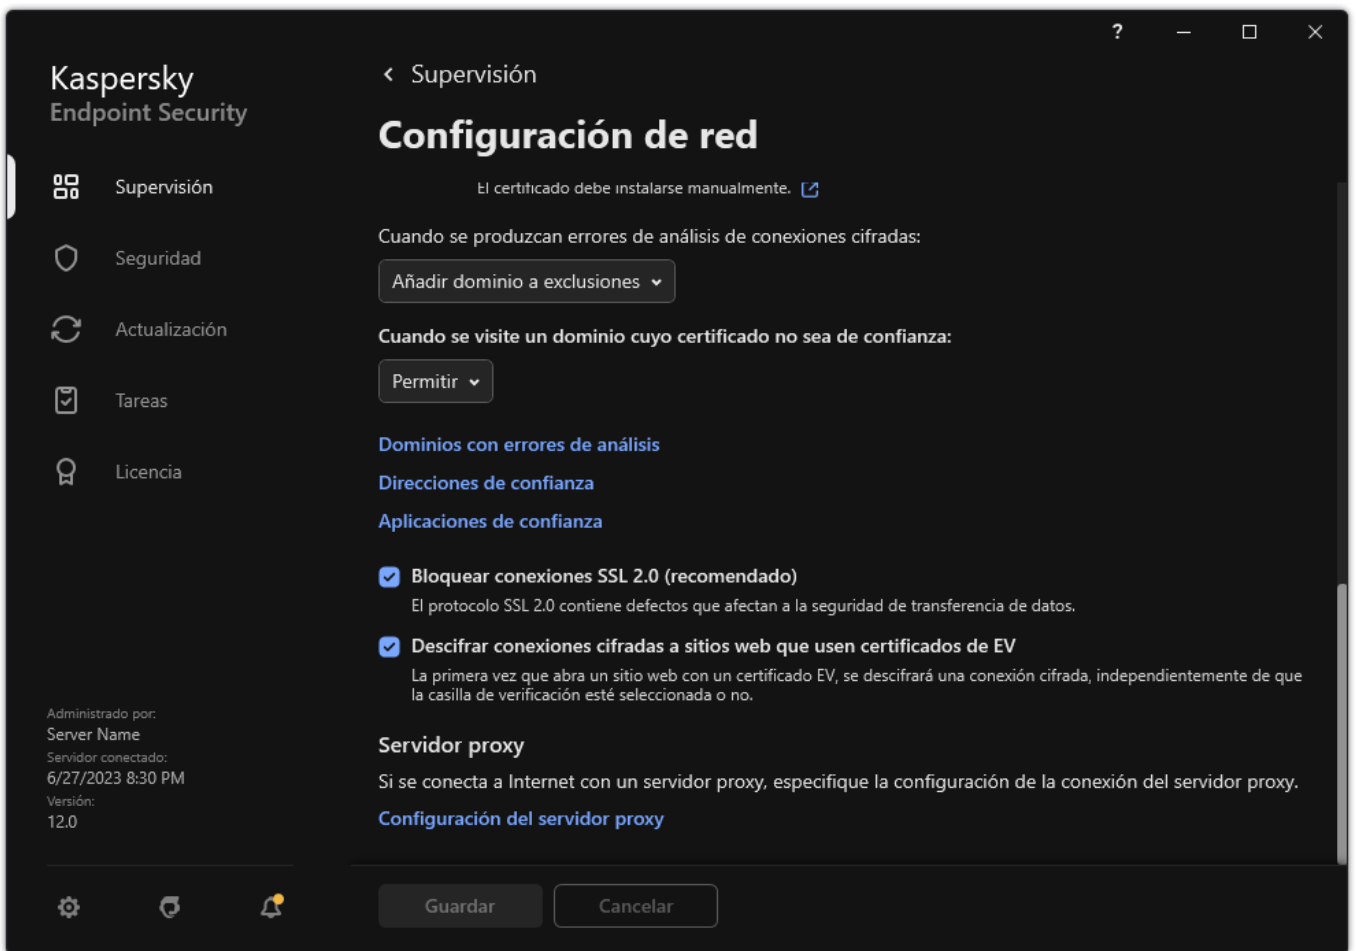 ?
Kaspersky
Endpoint Security
Supervisión
Seguridad
Actualización
Tareas
Licencia
Administrado por:
Server Name
Servidor conectado:
6/27/2023 8:30 PM
Versión:
12.0
Supervisión
Configuración de red
El certificado debe instalarse manualmente.
Cuando se produzcan errores de análisis de conexiones cifradas:
Añadir dominio a exclusiones
Cuando se visite un dominio cuyo certificado no sea de confianza:
Permitir
Dominios con errores de análisis
Direcciones de confianza
Aplicaciones de confianza
Bloquear conexiones SSL 2.0 (recomendado)
El protocolo SSL 2.0 contiene defectos que afectan a la seguridad de transferencia de datos.
Descifrar conexiones cifradas a sitios web que usen certificados de EV
La primera vez que abra un sitio web con un certificado EV, se descifrará una conexión cifrada, independientemente de que
la casilla de verificación esté seleccionada o no.
Servidor proxy
Si se conecta a Internet con un servidor proxy, especifique la configuración de la conexión del servidor proxy.
Configuración del servidor proxy
Guardar
Cancelar